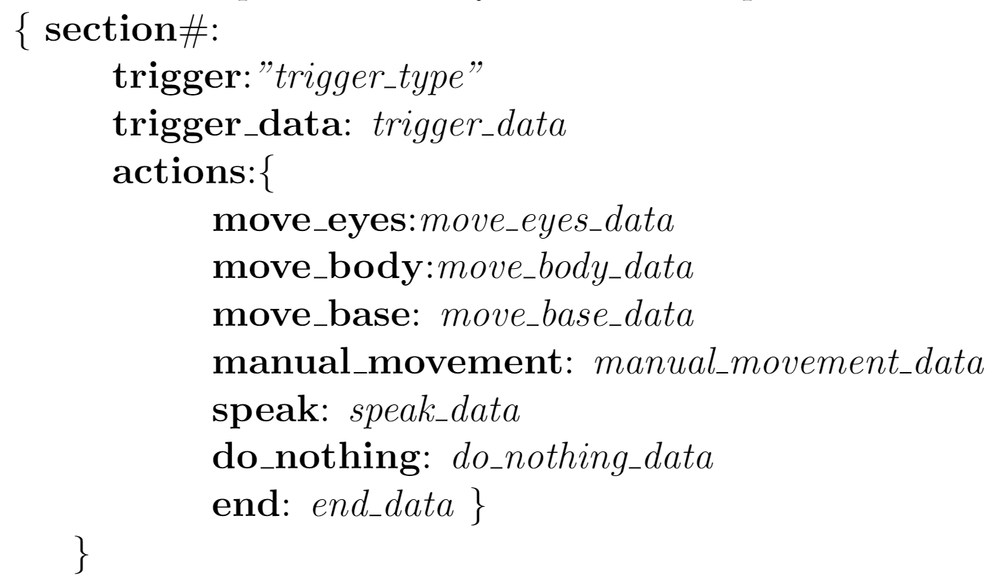 { section#:
trigger:"trigger_type"
trigger_data: trigger_data
actions:{
move_eyes:move_eyes_data
move_body:move_body_data
move_base: move_base_data
manual_movement: manual_movement_data
speak: speak_data
do_nothing: do_nothing_data
end: end_data }
}